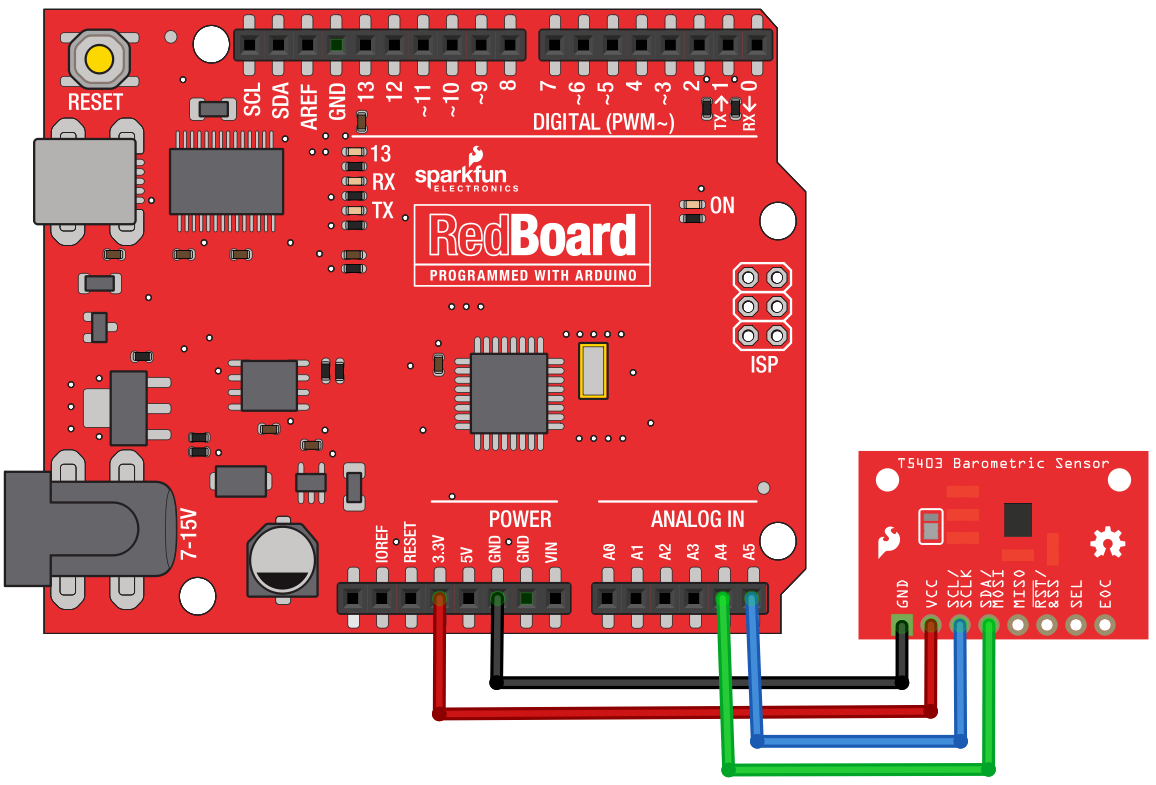 RESET
SCL
SDA
AREF
GND
13
12
~11
~10
~9
8
7
~6
~5
4
~3
2
TX→1
RX←0
DIGITAL (PWM~)
13
RX
TX
sparkfun
ELECTRONICS
ON
RedBoard
PROGRAMMED WITH ARDUINO
ISP
7-15V
POWER
ANALOG IN
IOREF
RESET
3.3V
5V
GND
GND
VIN
A0
A1
A2
A3
A4
A5
T5403 Barometric Sensor
GND
VCC
SCL/
SCLK
SDA/
MOSI
MISO
RST/
&SS
SEL
EOC